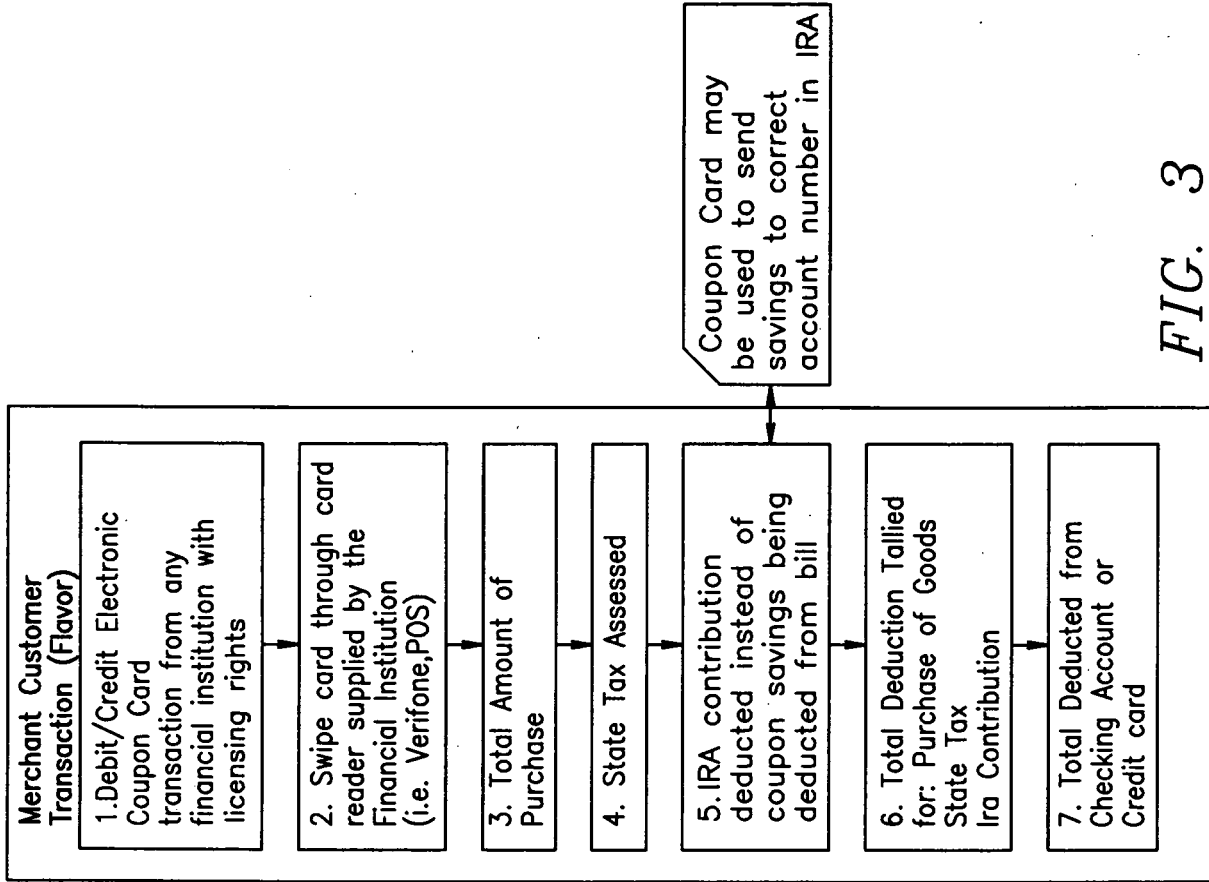 Merchant Customer
Transaction (Flavor)
1.Debit/Credit Electronic
Coupon Card
transaction from any
financial institution with
licensing rights
2. Swipe card through card
reader supplied by the
Financial Institution
(i.e. Verifone,POS)
3. Total Amount of
Purchase
4. State Tax Assessed
5.IRA contribution
deducted instead of
coupon savings being
deducted from bill
Coupon Card may
be used to send
savings to correct
account number in IRA
6. Total Deduction Tallied
for: Purchase of Goods
State Tax
Ira Contribution
7. Total Deducted from
Checking Account or
Credit card
FIG. 3